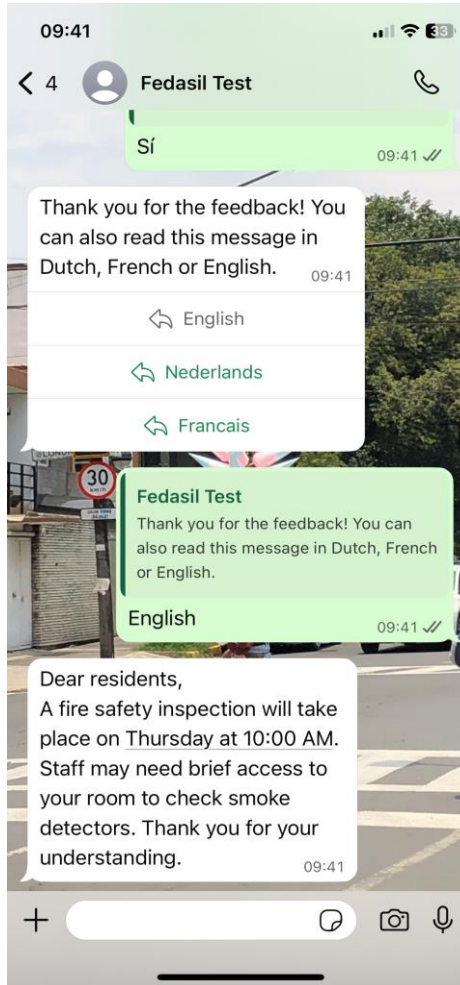 09:41
33
4
Fedasil Test
Sí
09:41
Thank you for the feedback! You
can also read this message in
Dutch, French or English.
09:41
English
Nederlands
Francais
30
Fedasil Test
Thank you for the feedback! You can
also read this message in Dutch, French
or English.
English
09:41
Dear residents,
A fire safety inspection will take
place on Thursday at 10:00 AM.
Staff may need brief access to
your room to check smoke
detectors. Thank you for your
understanding.
09:41